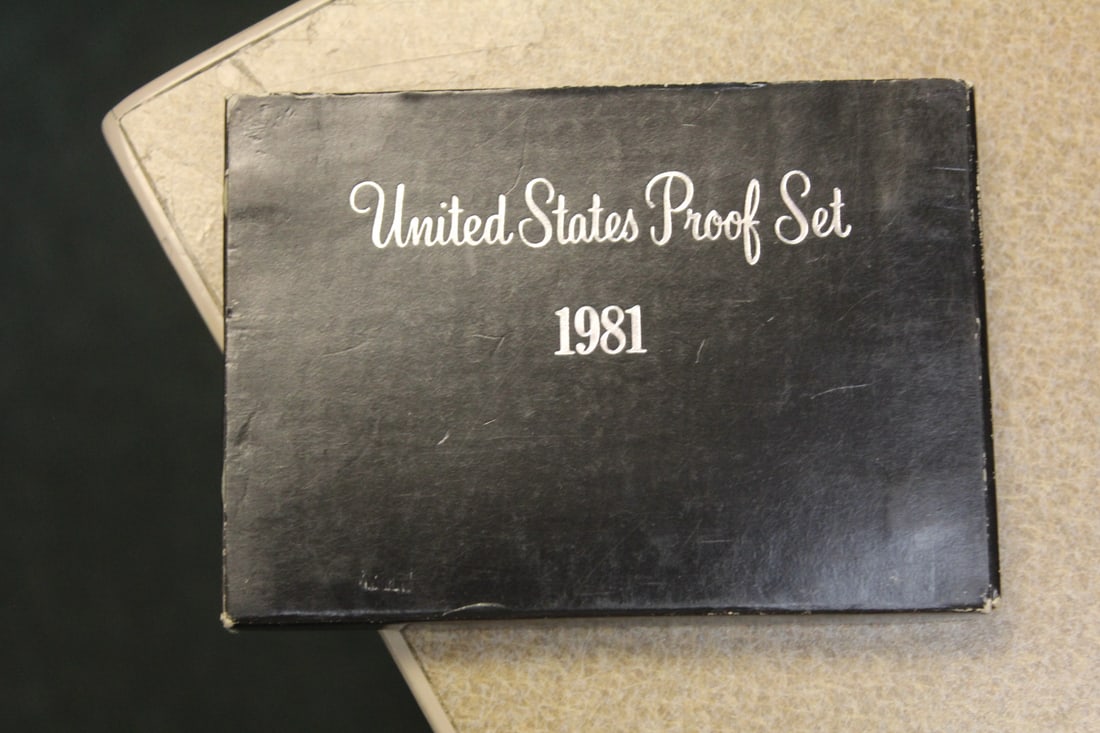 United States Proof Set
1981